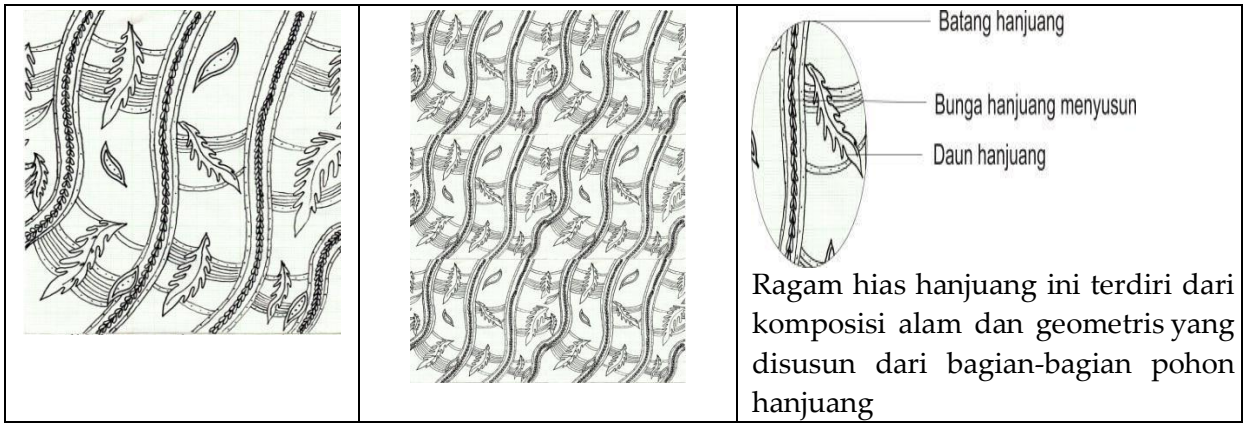 Batang hanjuang
Bunga hanjuang menyusun
Daun hanjuang
Ragam hias hanjuang ini terdiri dari
komposisi alam dan geometris yang
disusun dari bagian-bagian pohon
hanjuang